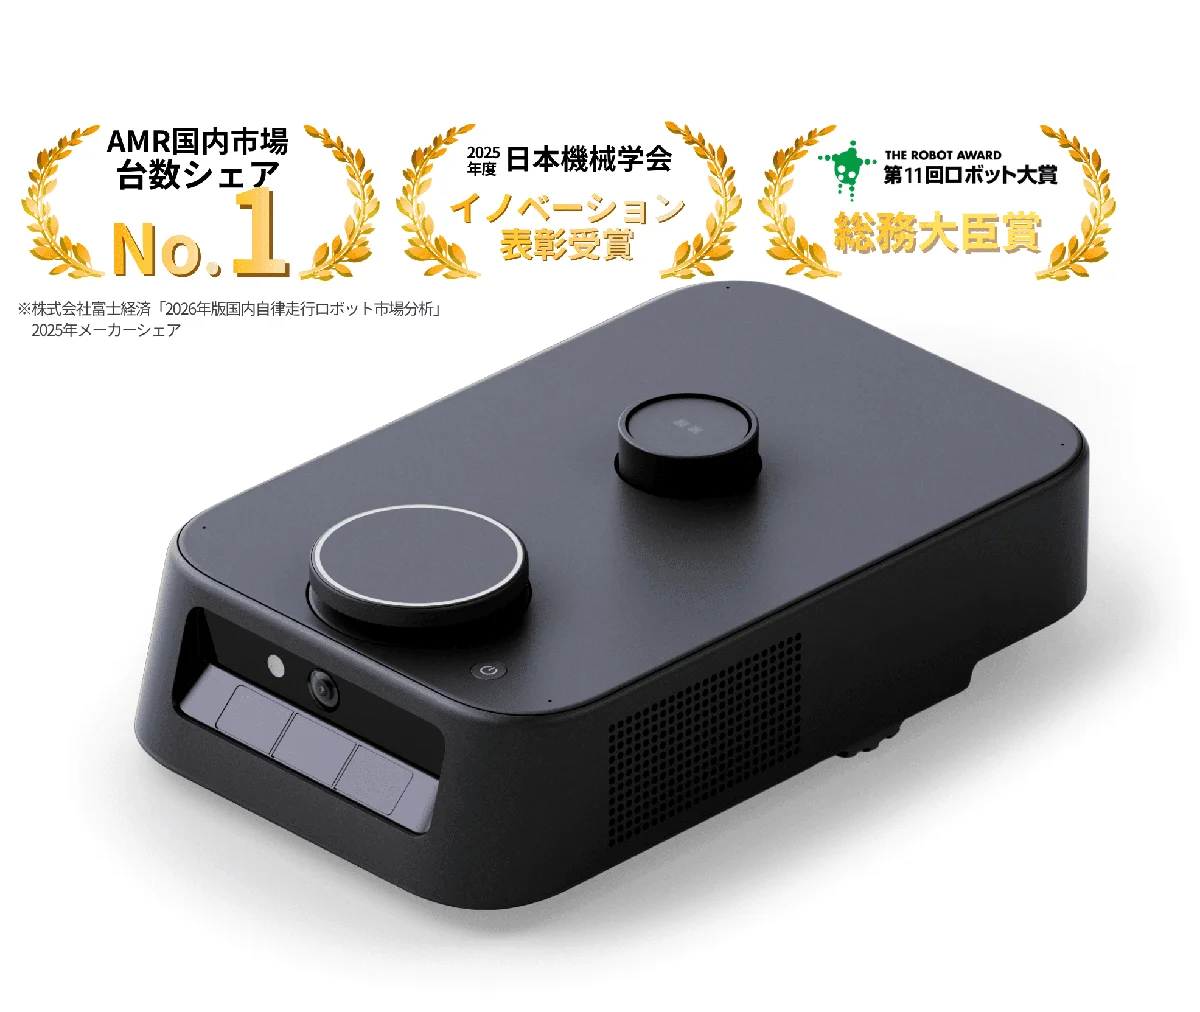 AMR国内市場
台数シェア
No.1
2025年度 日本機械学会
イノベーション
表彰受賞
THE ROBOT AWARD
第11回ロボット大賞
総務大臣賞
※株式会社富士経済「2026年版国内自律走行ロボット市場分析」
2025年メーカーシェア